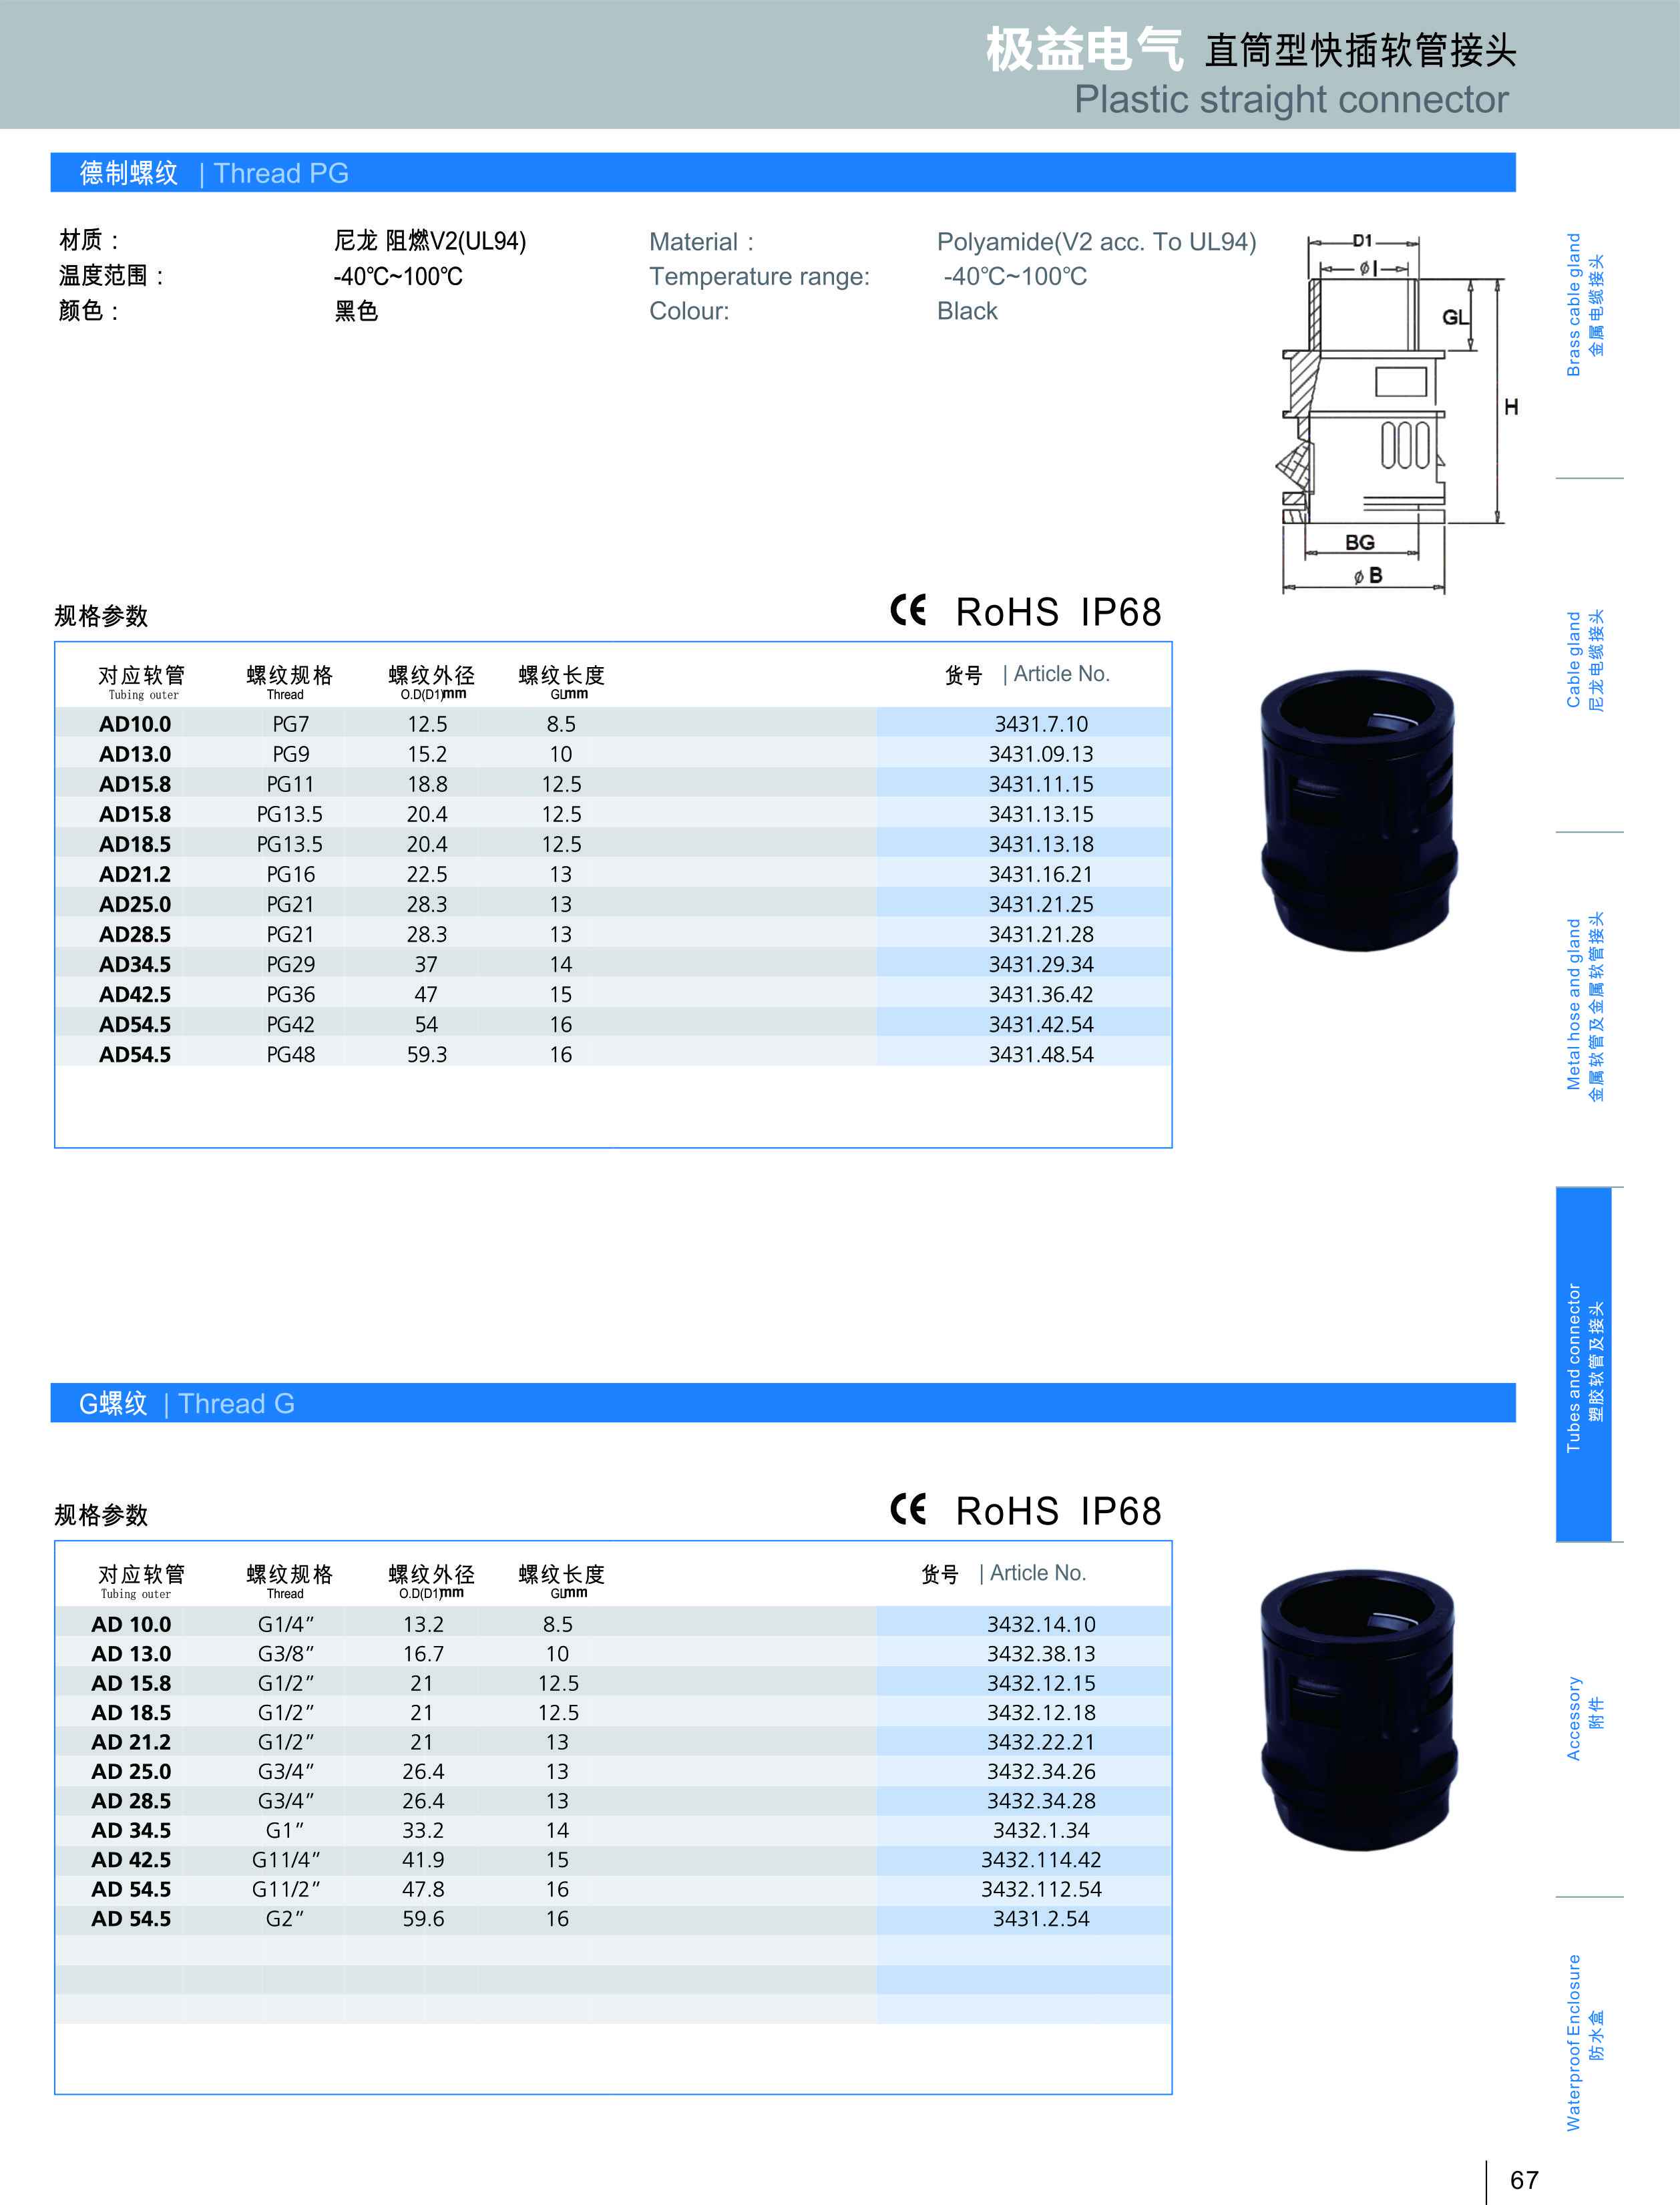 极益电气 直筒型快插软管接头
Plastic straight connector
德制螺纹 | Thread PG
材质： 尼龙 阻燃V2(UL94) Material： Polyamide(V2 acc. To UL94)
温度范围： -40℃~100℃ Temperature range: -40℃~100℃
颜色： 黑色 Colour: Black
D1
ϕI
GL
H
BG
ϕB
规格参数 CE RoHS IP68
对应软管 螺纹规格 螺纹外径 螺纹长度 货号 | Article No.
Tubing outer Thread O.D(D1)mm GLmm
AD10.0 PG7 12.5 8.5 3431.7.10
AD13.0 PG9 15.2 10 3431.09.13
AD15.8 PG11 18.8 12.5 3431.11.15
AD15.8 PG13.5 20.4 12.5 3431.13.15
AD18.5 PG13.5 20.4 12.5 3431.13.18
AD21.2 PG16 22.5 13 3431.16.21
AD25.0 PG21 28.3 13 3431.21.25
AD28.5 PG21 28.3 13 3431.21.28
AD34.5 PG29 37 14 3431.29.34
AD42.5 PG36 47 15 3431.36.42
AD54.5 PG42 54 16 3431.42.54
AD54.5 PG48 59.3 16 3431.48.54
G螺纹 | Thread G
规格参数 CE RoHS IP68
对应软管 螺纹规格 螺纹外径 螺纹长度 货号 | Article No.
Tubing outer Thread O.D(D1)mm GLmm
AD 10.0 G1/4″ 13.2 8.5 3432.14.10
AD 13.0 G3/8″ 16.7 10 3432.38.13
AD 15.8 G1/2″ 21 12.5 3432.12.15
AD 18.5 G1/2″ 21 12.5 3432.12.18
AD 21.2 G1/2″ 21 13 3432.22.21
AD 25.0 G3/4″ 26.4 13 3432.34.26
AD 28.5 G3/4″ 26.4 13 3432.34.28
AD 34.5 G1″ 33.2 14 3432.1.34
AD 42.5 G11/4″ 41.9 15 3432.114.42
AD 54.5 G11/2″ 47.8 16 3432.112.54
AD 54.5 G2″ 59.6 16 3431.2.54
Brass cable gland
金属电缆接头
Cable gland
尼龙电缆接头
Metal hose and gland
金属软管及金属软管接头
Tubes and connector
塑胶软管及接头
Accessory
附件
Waterproof Enclosure
防水盒
67